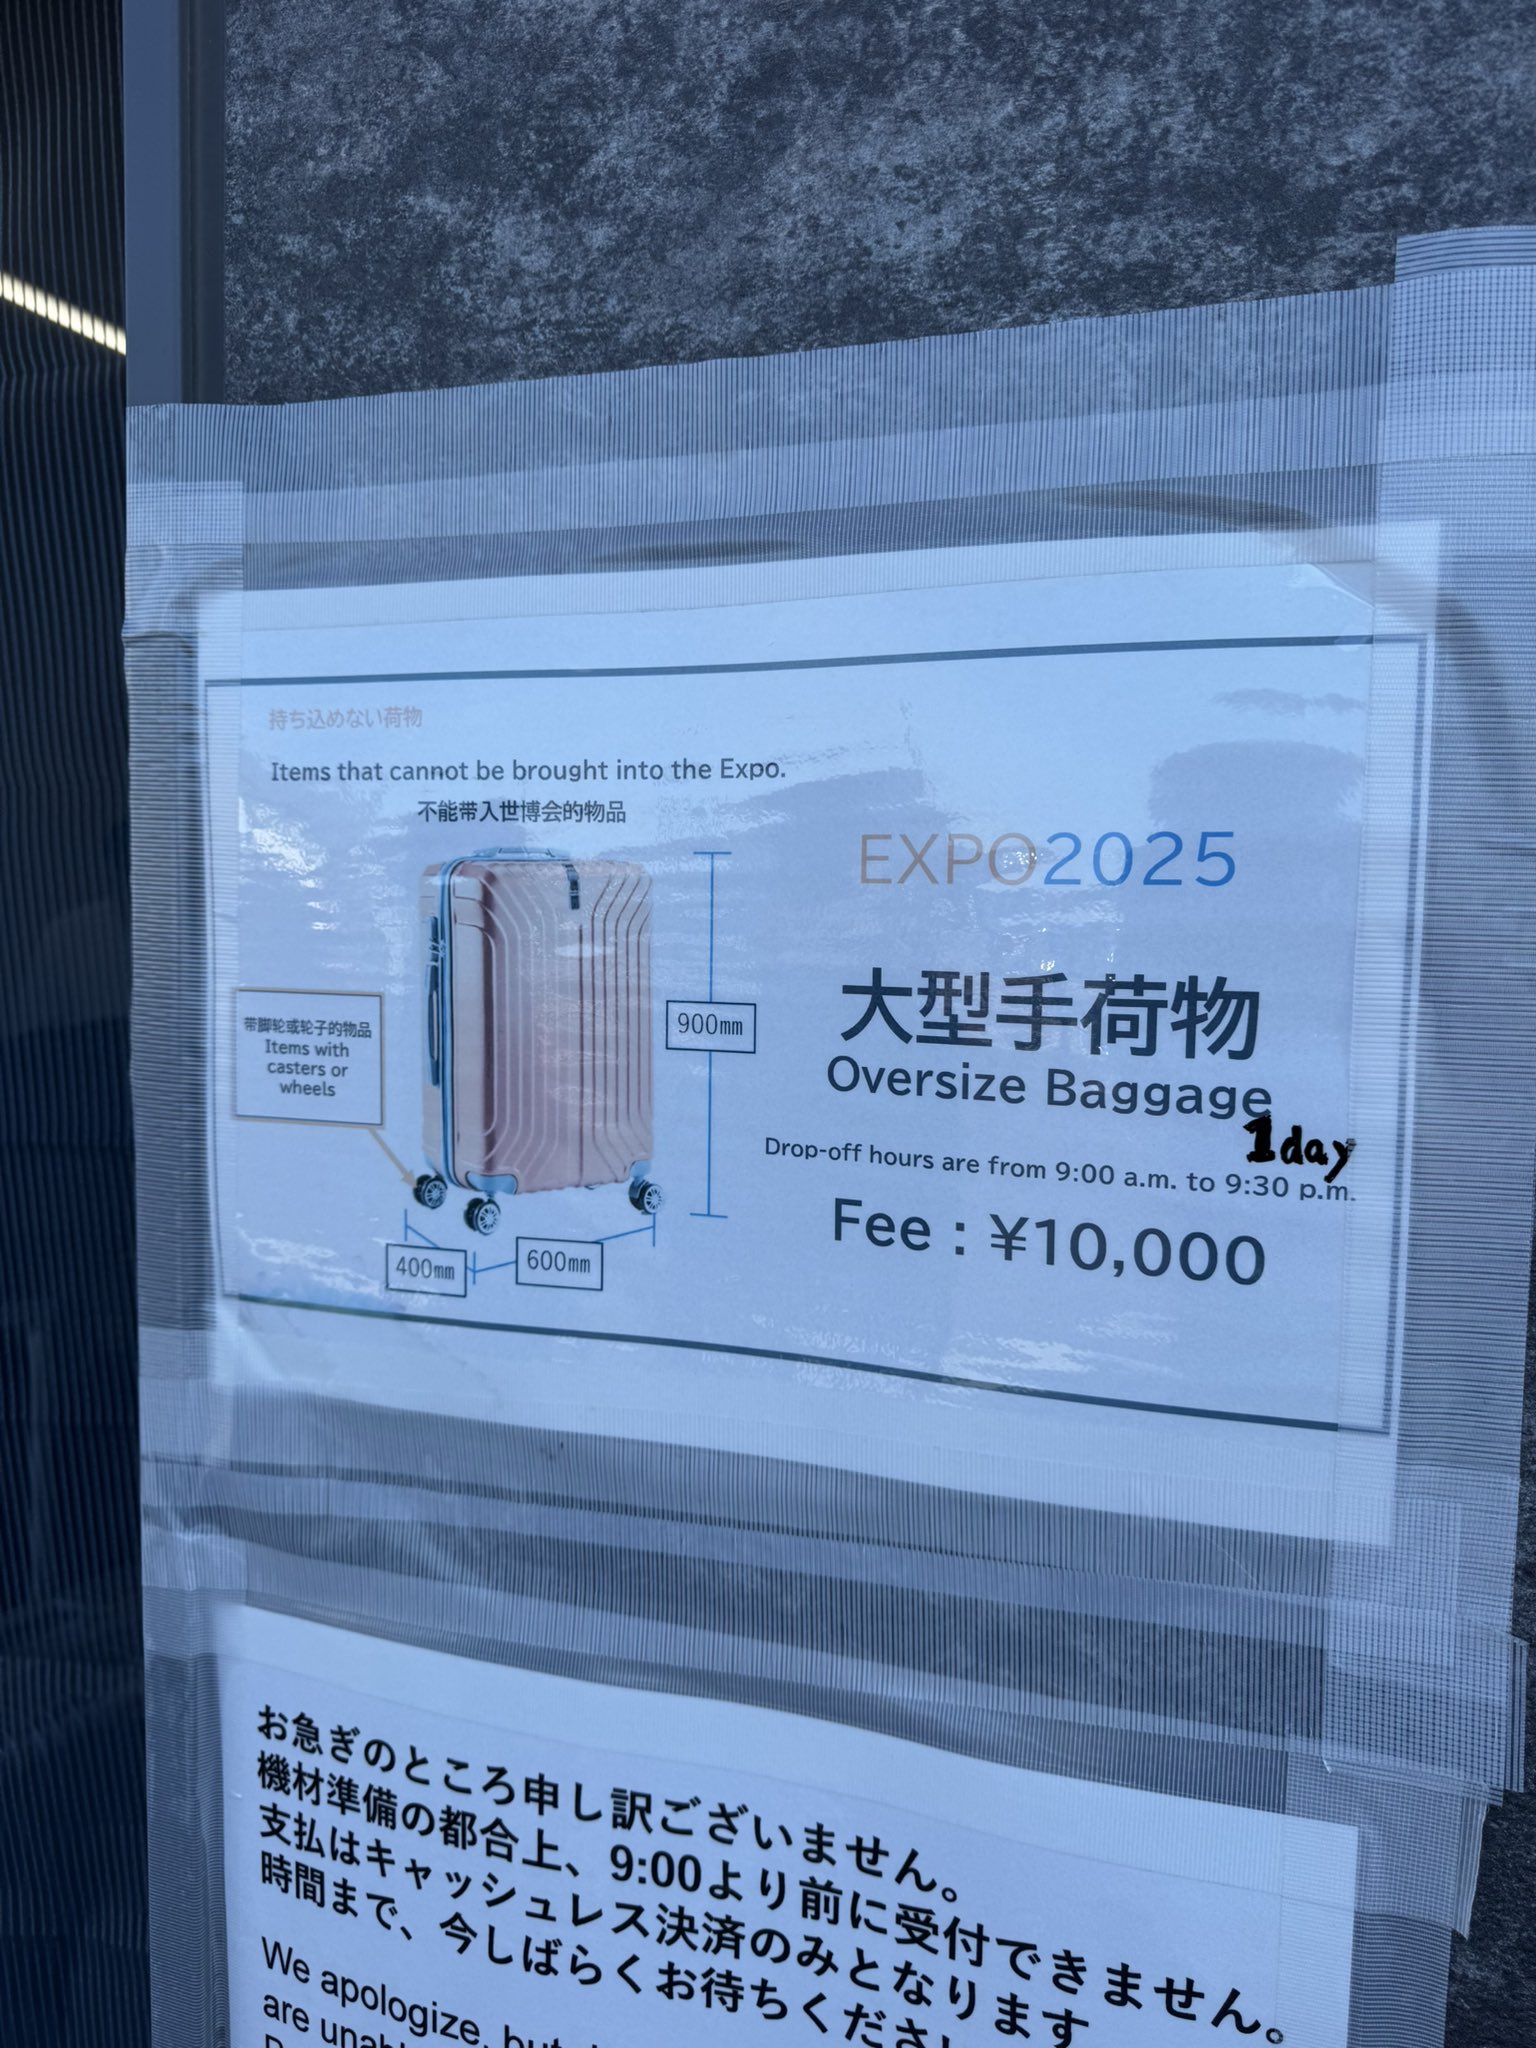 持ち込めない荷物
Items that cannot be brought into the Expo.
不能带入世博会的物品
带脚轮或轮子的物品
Items with
casters or
wheels
900mm
400mm
600mm
EXPO2025
大型手荷物
Oversize Baggage
1day
Drop-off hours are from 9:00 a.m. to 9:30 p.m.
Fee : ¥10,000
お急ぎのところ申し訳ございません。
機材準備の都合上、9:00より前に受付できません。
支払はキャッシュレス決済のみとなります
時間まで、今しばらくお待ちくださ
We apologize, but
are